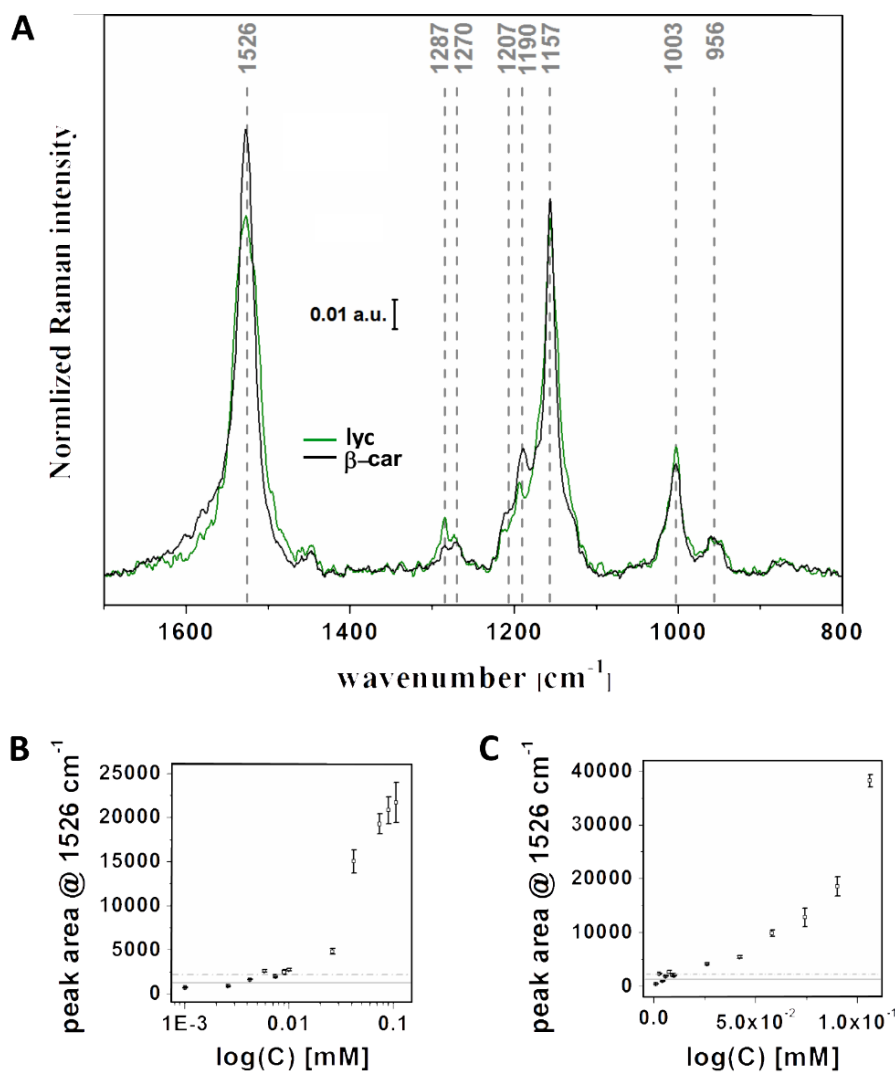 A
1526
1287
1270
1207
1190
1157
1003
956
Normlized Raman intensity
0.01 a.u.
lyc
β–car
1600
1400
1200
1000
800
wavenumber [cm-1]
B
peak area @ 1526 cm-1
25000
20000
15000
10000
5000
0
1E-3
0.01
0.1
log(C) [mM]
C
peak area @ 1526 cm-1
40000
30000
20000
10000
0
0.0
5.0x10-2
1.0x10-1
log(C) [mM]